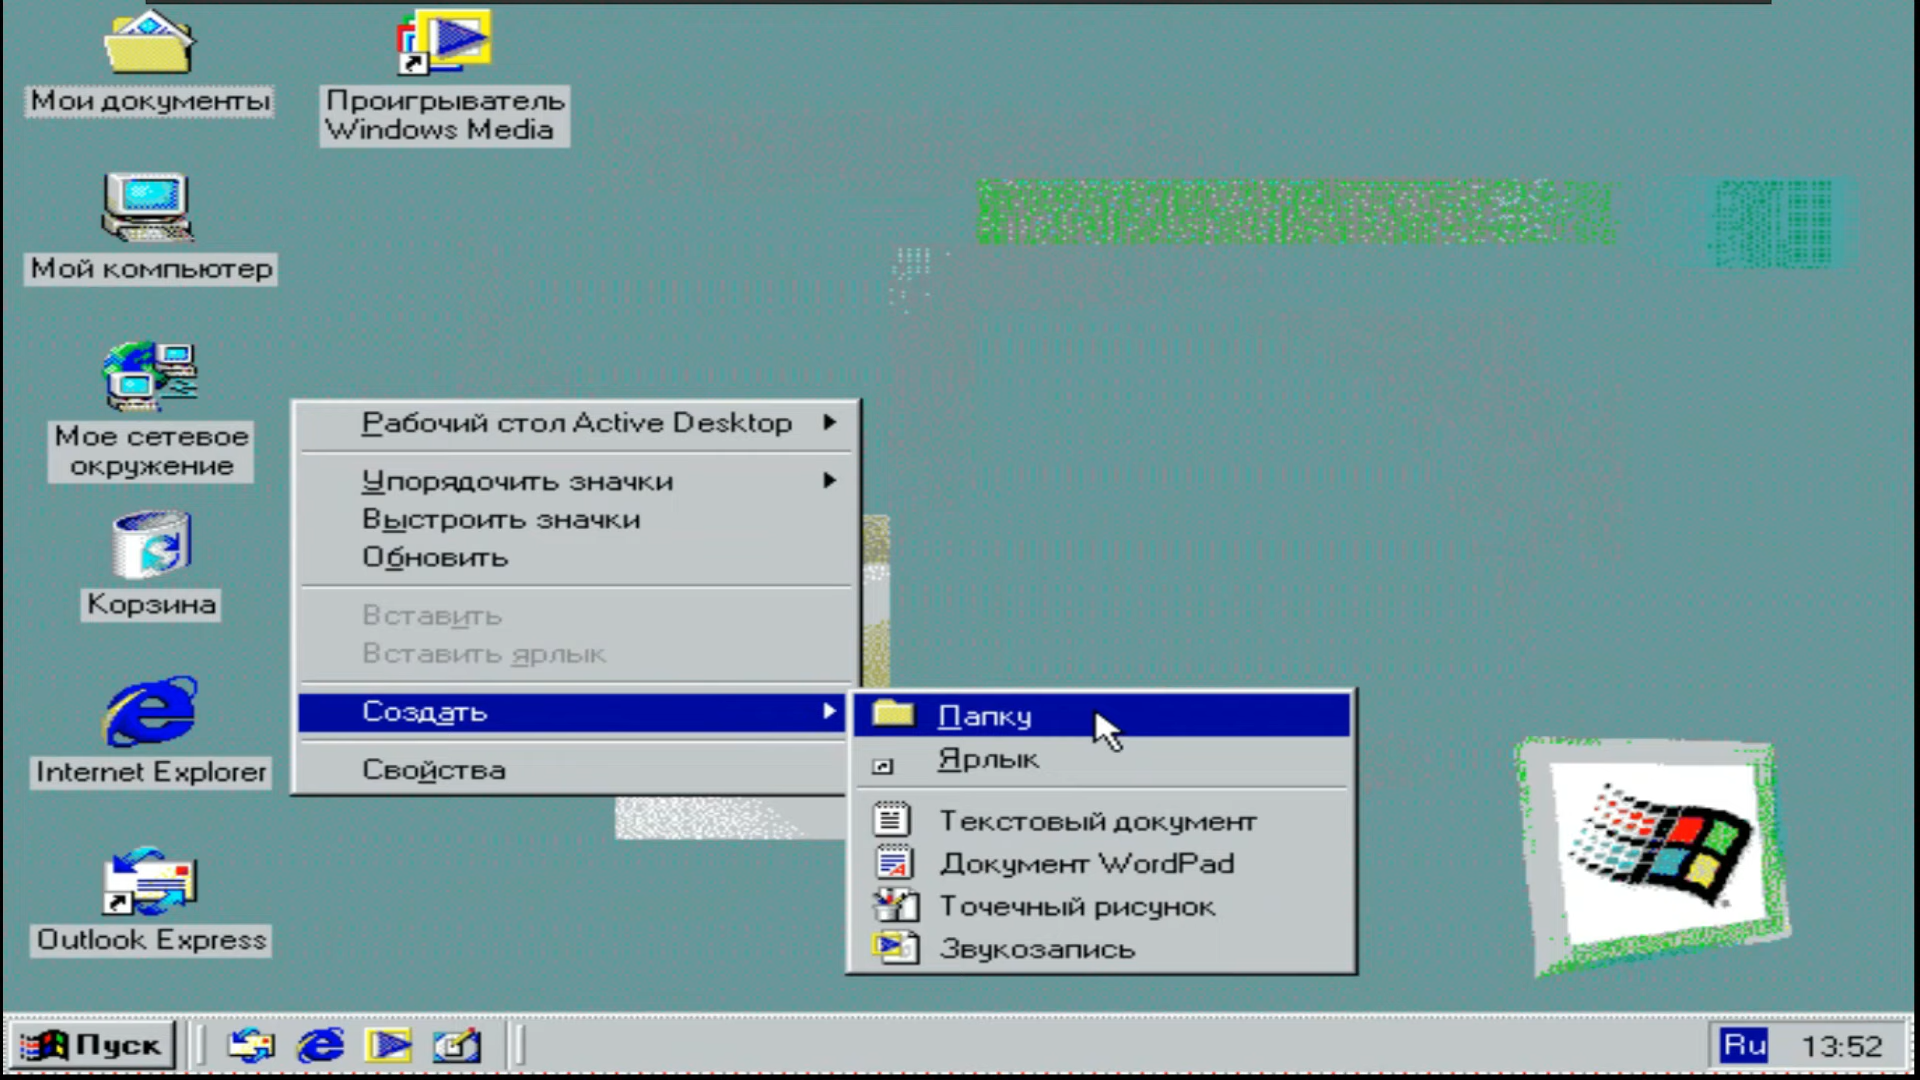 Мои документы
Проигрыватель
Windows Media
Мой компьютер
Мое сетевое
окружение
Корзина
Internet Explorer
Outlook Express
Рабочий стол Active Desktop
Упорядочить значки
Выстроить значки
Обновить
Вставить
Вставить ярлык
Создать
Свойства
Папку
Ярлык
Текстовый документ
Документ WordPad
Точечный рисунок
Звукозапись
Пуск
Ru 13:52